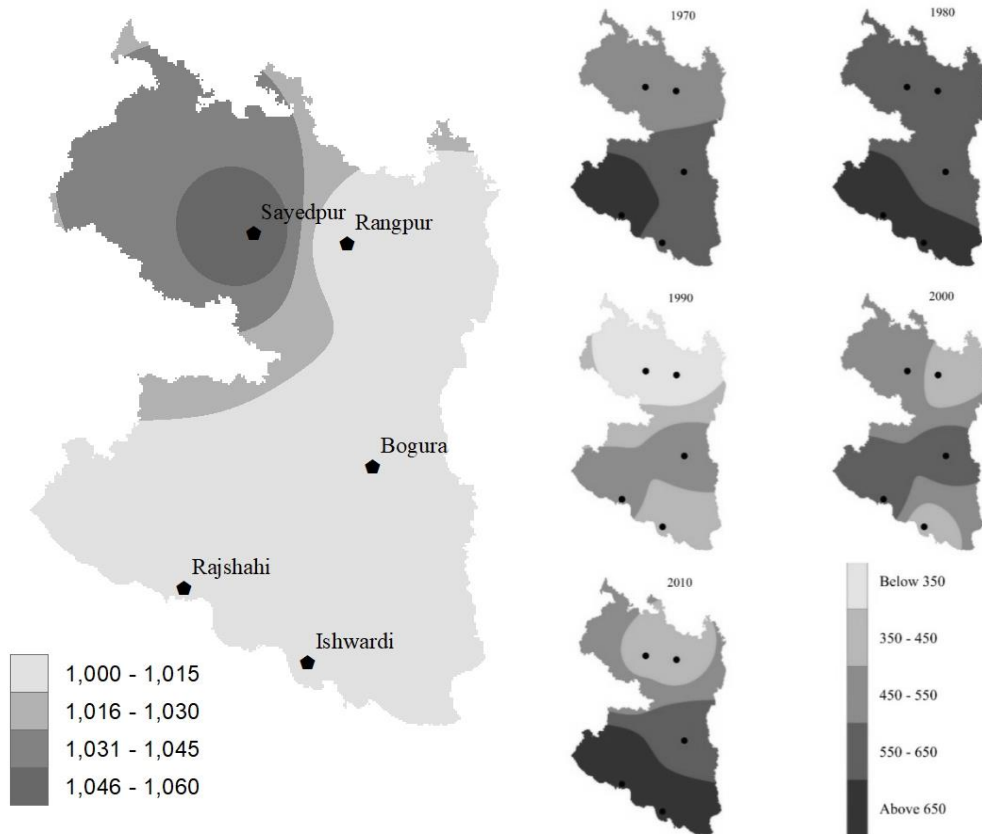 1970
1980
Sayedpur
Rangpur
1990
2000
Bogura
Rajshahi
Ishwardi
2010
1,000 - 1,015
1,016 - 1,030
1,031 - 1,045
1,046 - 1,060
Below 350
350 - 450
450 - 550
550 - 650
Above 650